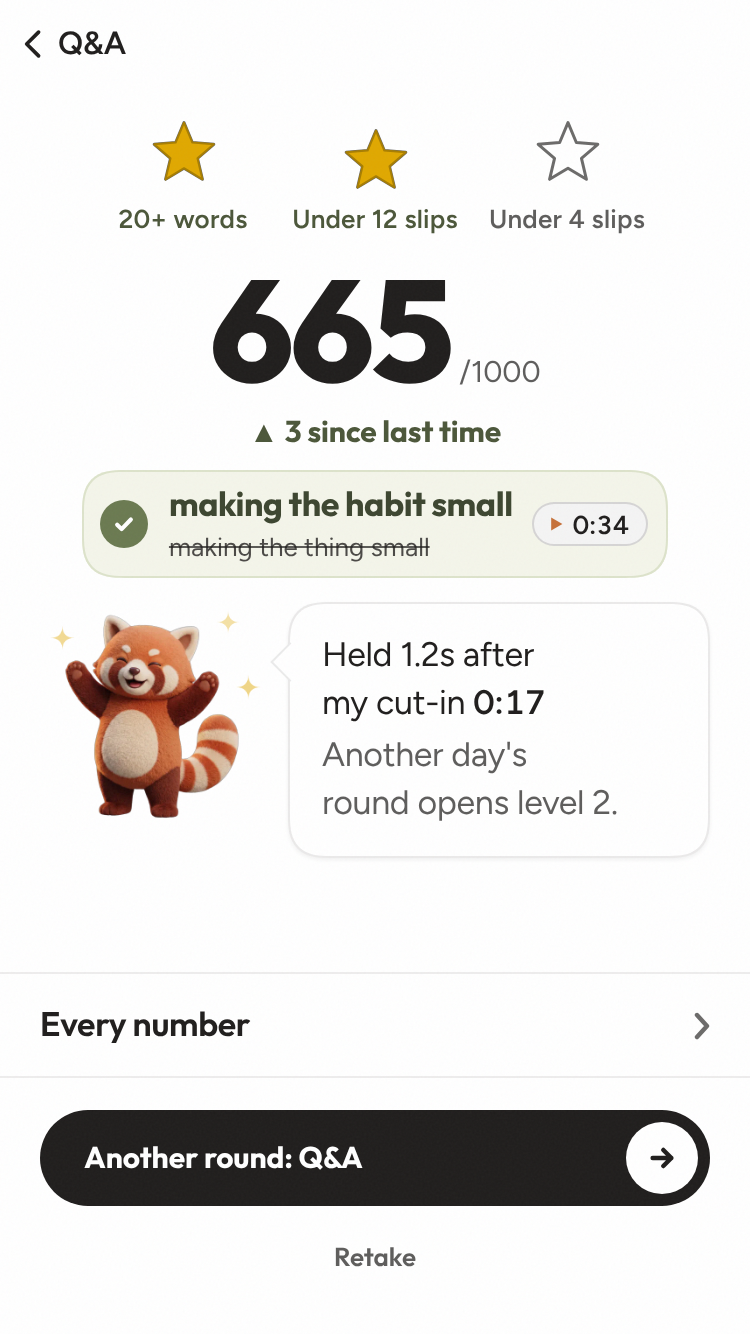 Q&A
20+ words
Under 12 slips
Under 4 slips
665 /1000
▲ 3 since last time
making the habit small
making the thing small
0:34
Held 1.2s after
my cut-in 0:17
Another day's
round opens level 2.
Every number
Another round: Q&A
Retake